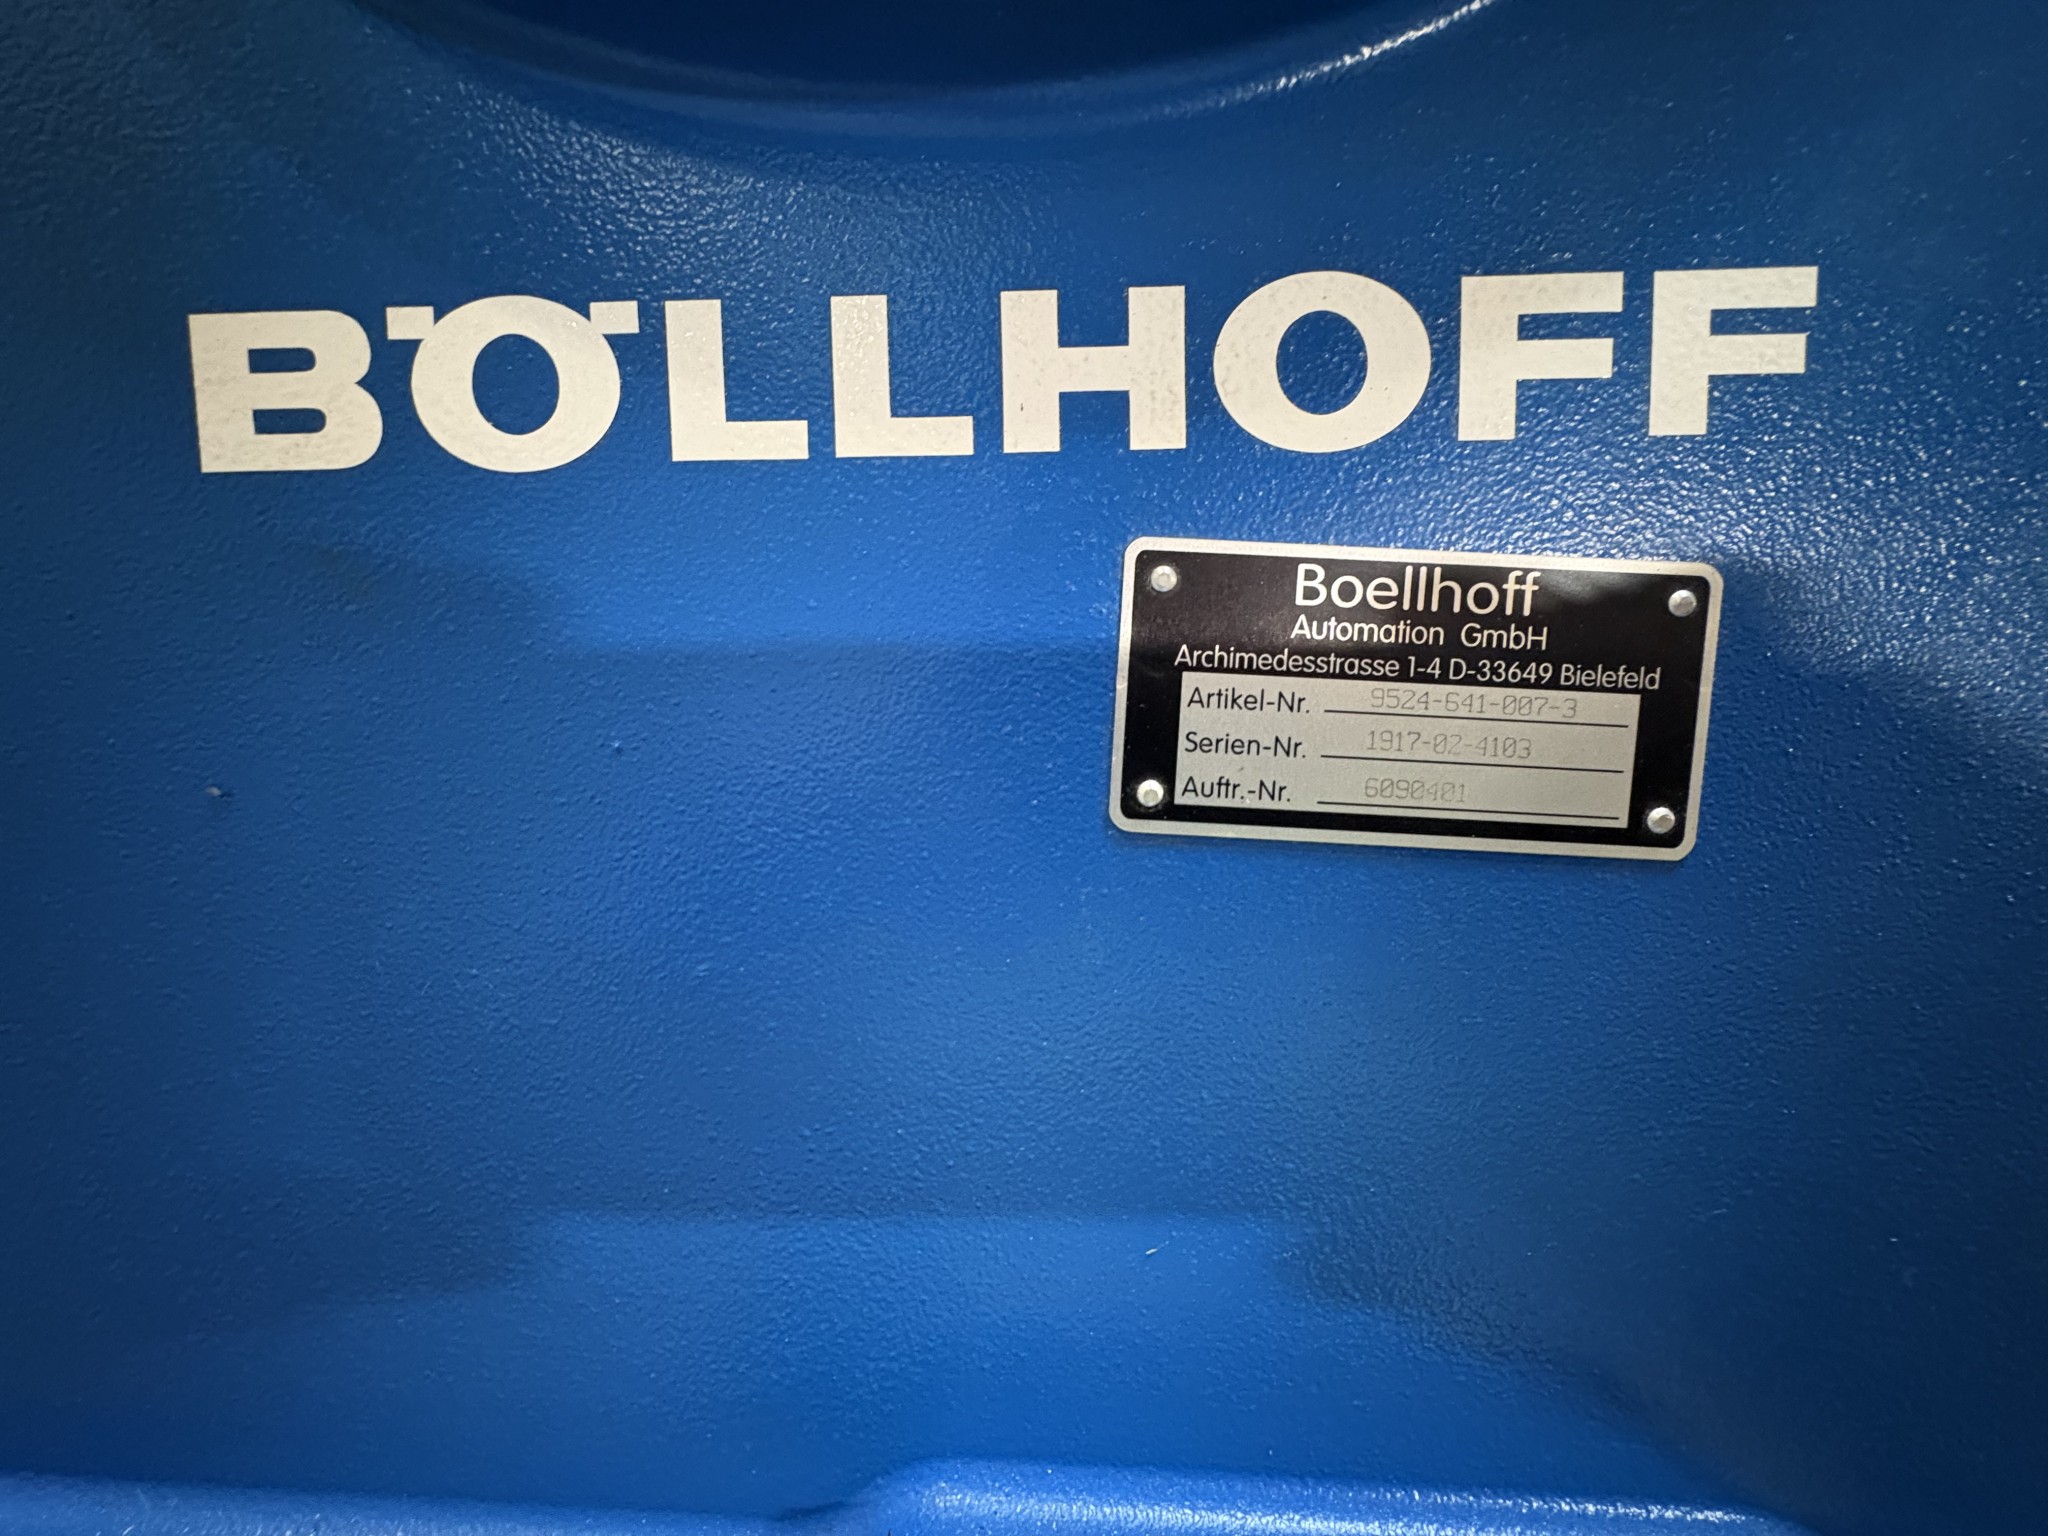 BÖLLHOFF
Boellhoff
Automation GmbH
Archimedesstrasse 1-4 D-33649 Bielefeld
Artikel-Nr. 9524-641-007-3
Serien-Nr. 1917-02-4103
Auftr.-Nr. 6090401